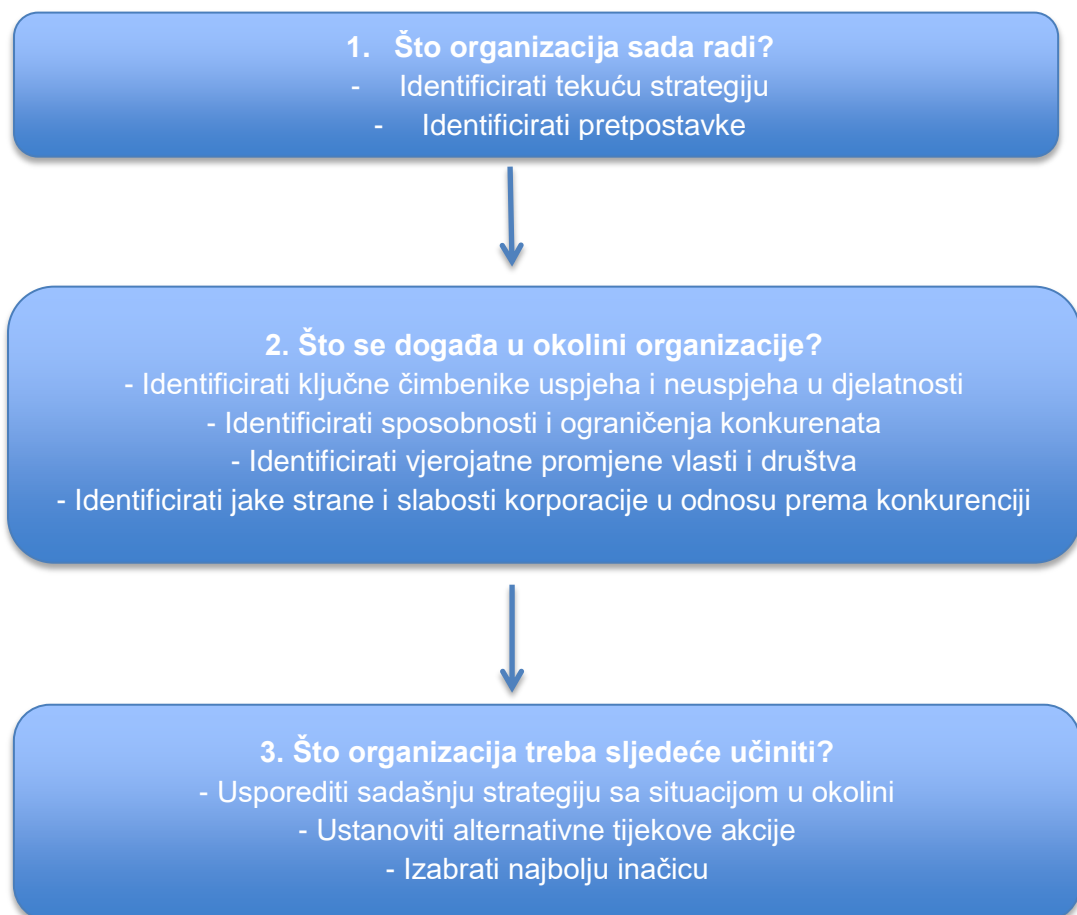 1. Što organizacija sada radi?
- Identificirati tekuću strategiju
- Identificirati pretpostavke
2. Što se događa u okolini organizacije?
- Identificirati ključne čimbenike uspjeha i neuspjeha u djelatnosti
- Identificirati sposobnosti i ograničenja konkurenata
- Identificirati vjerojatne promjene vlasti i društva
- Identificirati jake strane i slabosti korporacije u odnosu prema konkurenciji
3. Što organizacija treba sljedeće učiniti?
- Usporediti sadašnju strategiju sa situacijom u okolini
- Ustanoviti alternativne tijekove akcije
- Izabrati najbolju inačicu